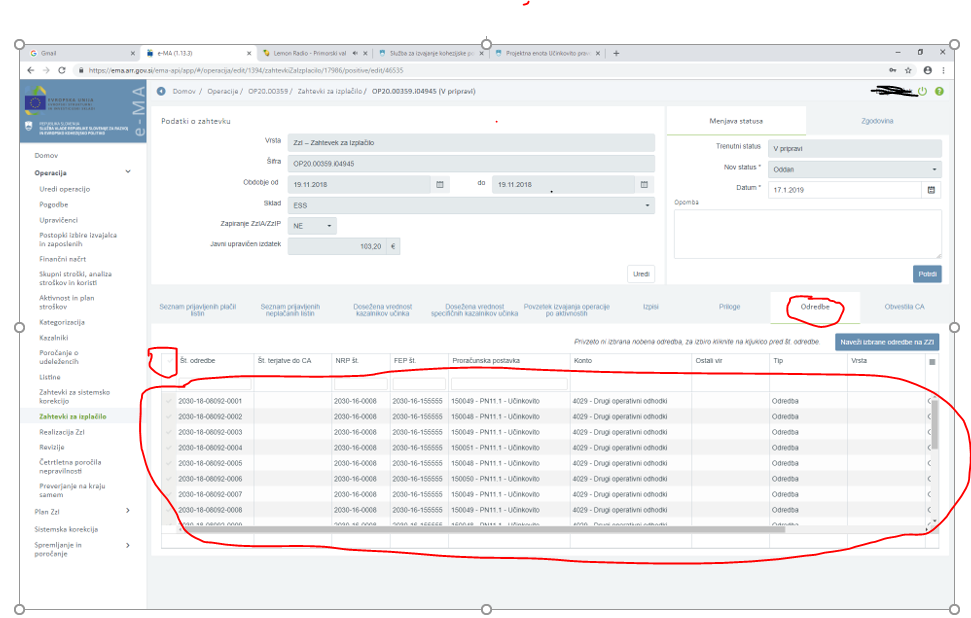 Gmail
e-MA (1.13.3)
Lemon Radio - Primorski val
Služba za izvajanje kohezijske po
Projektna enota Učinkovito prav
https://ema.arr.gov.si/ema-api/app/#/operacija/edit/1394/zahtevkiZaIzplacilo/17986/positive/edit/46535
EVROPSKA UNIJA
e-MA
Domov / Operacija / OP20.00359 / Zahtevki za izplačilo / OP20.00359.I04945 (V pripravi)
Domov
Operacija
Uredi operacijo
Pogodbe
Upravičenci
Postopki izbire izvajalca
in zaposlenih
Finančni načrt
Skupni stroški, analiza
stroškov in koristi
Aktivnost in plan
stroškov
Kategorizacija
Kazalniki
Poročanje o
udeležencih
Listine
Zahtevki za sistemsko
korekcijo
Zahtevki za izplačilo
Realizacija ZzI
Revizije
Četrtletna poročila
nepravilnosti
Preverjanja na kraju
samem
Plan ZzI
Sistemska korekcija
Spremljanje in
poročanje
Podatki o zahtevku
Vrsta ZzI – Zahtevek za izplačilo
Šifra OP20.00359.I04945
Obdobje od 19.11.2018 do 19.11.2018
Sklad ESS
Zapiranje ZzIA/ZzIP NE
Javni upravičen izdatek 103,20 €
Uredi
Menjava statusa Zgodovina
Trenutni status V pripravi
Nov status * Oddan
Datum * 17.1.2019
Opomba
Potrdi
Seznam prijavljenih plačil
listin
Seznam prijavljenih
neplačanih listin
Dosežena vrednost
kazalnikov učinka
Dosežena vrednost
specifičnih kazalnikov učinka
Povzetek izvajanja operacije
po aktivnostih
Izpisi
Priloge
Odredbe
Obvestila CA
Privzeto ni izbrana nobena odredba, za izbiro kliknite na kljukico pred št. odredbe.
Naveži izbrane odredbe na ZZI
Št. odredbe Št. terjatve do CA NRP št. FEP št. Proračunska postavka Konto Ostali vir Tip Vrsta
2030-18-08092-0001 2030-16-0008 2030-16-155555 150049 - PN11.1 - Učinkovito 4029 - Drugi operativni odhodki Odredba
2030-18-08092-0002 2030-16-0008 2030-16-155555 150048 - PN11.1 - Učinkovito 4029 - Drugi operativni odhodki Odredba
2030-18-08092-0003 2030-16-0008 2030-16-155555 150049 - PN11.1 - Učinkovito 4029 - Drugi operativni odhodki Odredba
2030-18-08092-0004 2030-16-0008 2030-16-155555 150051 - PN11.1 - Učinkovito 4029 - Drugi operativni odhodki Odredba
2030-18-08092-0005 2030-16-0008 2030-16-155555 150048 - PN11.1 - Učinkovito 4029 - Drugi operativni odhodki Odredba
2030-18-08092-0006 2030-16-0008 2030-16-155555 150050 - PN11.1 - Učinkovito 4029 - Drugi operativni odhodki Odredba
2030-18-08092-0007 2030-16-0008 2030-16-155555 150049 - PN11.1 - Učinkovito 4029 - Drugi operativni odhodki Odredba
2030-18-08092-0008 2030-16-0008 2030-16-155555 150049 - PN11.1 - Učinkovito 4029 - Drugi operativni odhodki Odredba